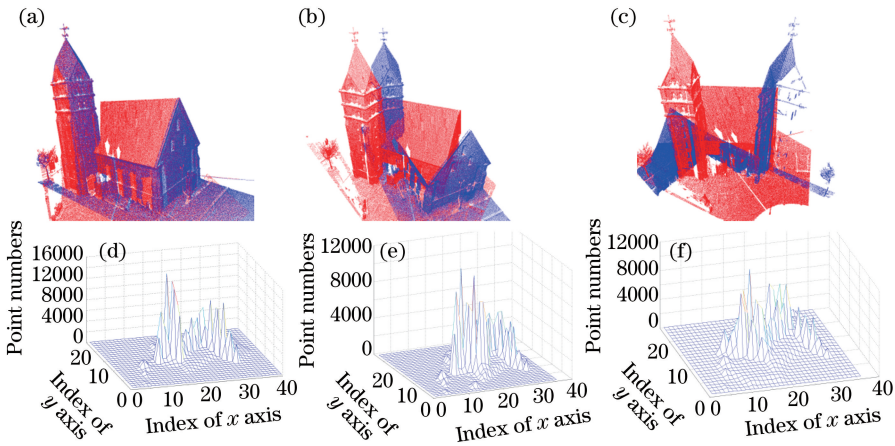 (a)
(b)
(c)
(d)
Point numbers
16000
12000
8000
4000
0
20
10
0
Index of
y axis
0 10 20 30 40
Index of x axis
(e)
Point numbers
12000
8000
4000
0
20
10
0
Index of
y axis
0 10 20 30 40
Index of x axis
(f)
Point numbers
12000
8000
4000
0
20
10
0
Index of
y axis
0 10 20 30 40
Index of x axis